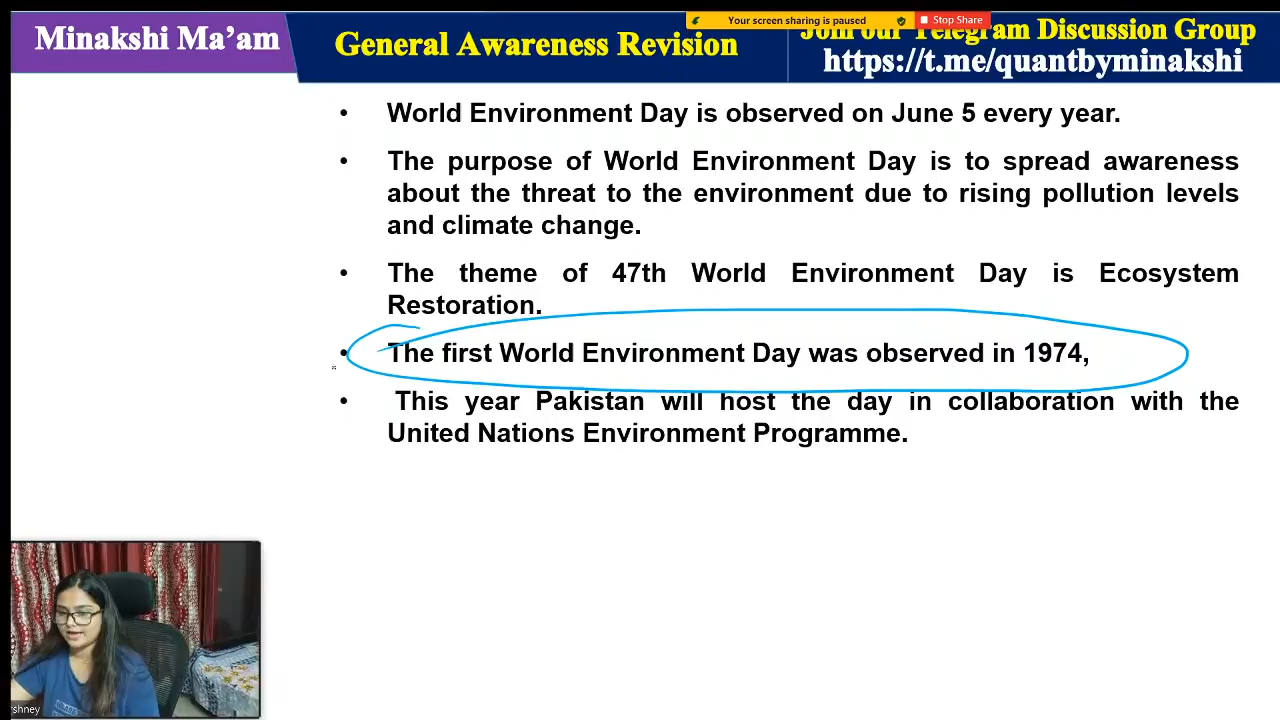 Minakshi Ma’am
General Awareness Revision
Your screen sharing is paused
Stop Share
Join our Telegram Discussion Group
https://t.me/quantbyminakshi
• World Environment Day is observed on June 5 every year.
• The purpose of World Environment Day is to spread awareness
about the threat to the environment due to rising pollution levels
and climate change.
• The theme of 47th World Environment Day is Ecosystem
Restoration.
• The first World Environment Day was observed in 1974,
• This year Pakistan will host the day in collaboration with the
United Nations Environment Programme.